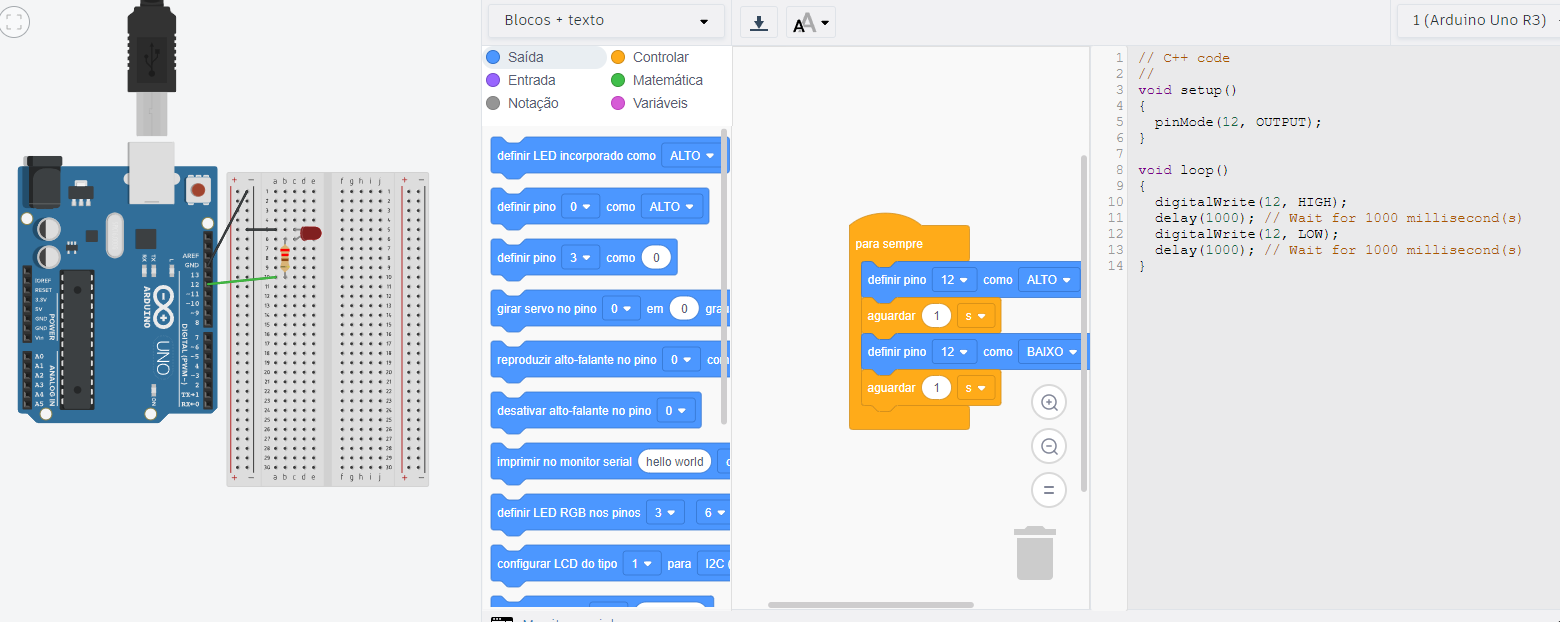 Blocos + texto
1 (Arduino Uno R3)
Saída
Controlar
Entrada
Matemática
Notação
Variáveis
definir LED incorporado como ALTO
definir pino 0 como ALTO
definir pino 3 como 0
girar servo no pino 0 em 0 grau
reproduzir alto-falante no pino 0 com
desativar alto-falante no pino 0
imprimir no monitor serial hello world
definir LED RGB nos pinos 3 6
configurar LCD do tipo 1 para I2C (
para sempre
definir pino 12 como ALTO
aguardar 1 s
definir pino 12 como BAIXO
aguardar 1 s
1 // C++ code
2 //
3 void setup()
4 {
5 pinMode(12, OUTPUT);
6 }
7
8 void loop()
9 {
10 digitalWrite(12, HIGH);
11 delay(1000); // Wait for 1000 millisecond(s)
12 digitalWrite(12, LOW);
13 delay(1000); // Wait for 1000 millisecond(s)
14 }
AREF
GND
13
12
~11
~10
~9
8
7
~6
~5
4
~3
2
TX→1
RX←0
DIGITAL (PWM~)
IOREF
RESET
3.3V
5V
GND
GND
Vin
POWER
A0
A1
A2
A3
A4
A5
ANALOG IN
ARDUINO
UNO
RX
TX
L
ON
a b c d e
f g h i j
a b c d e
f g h i j